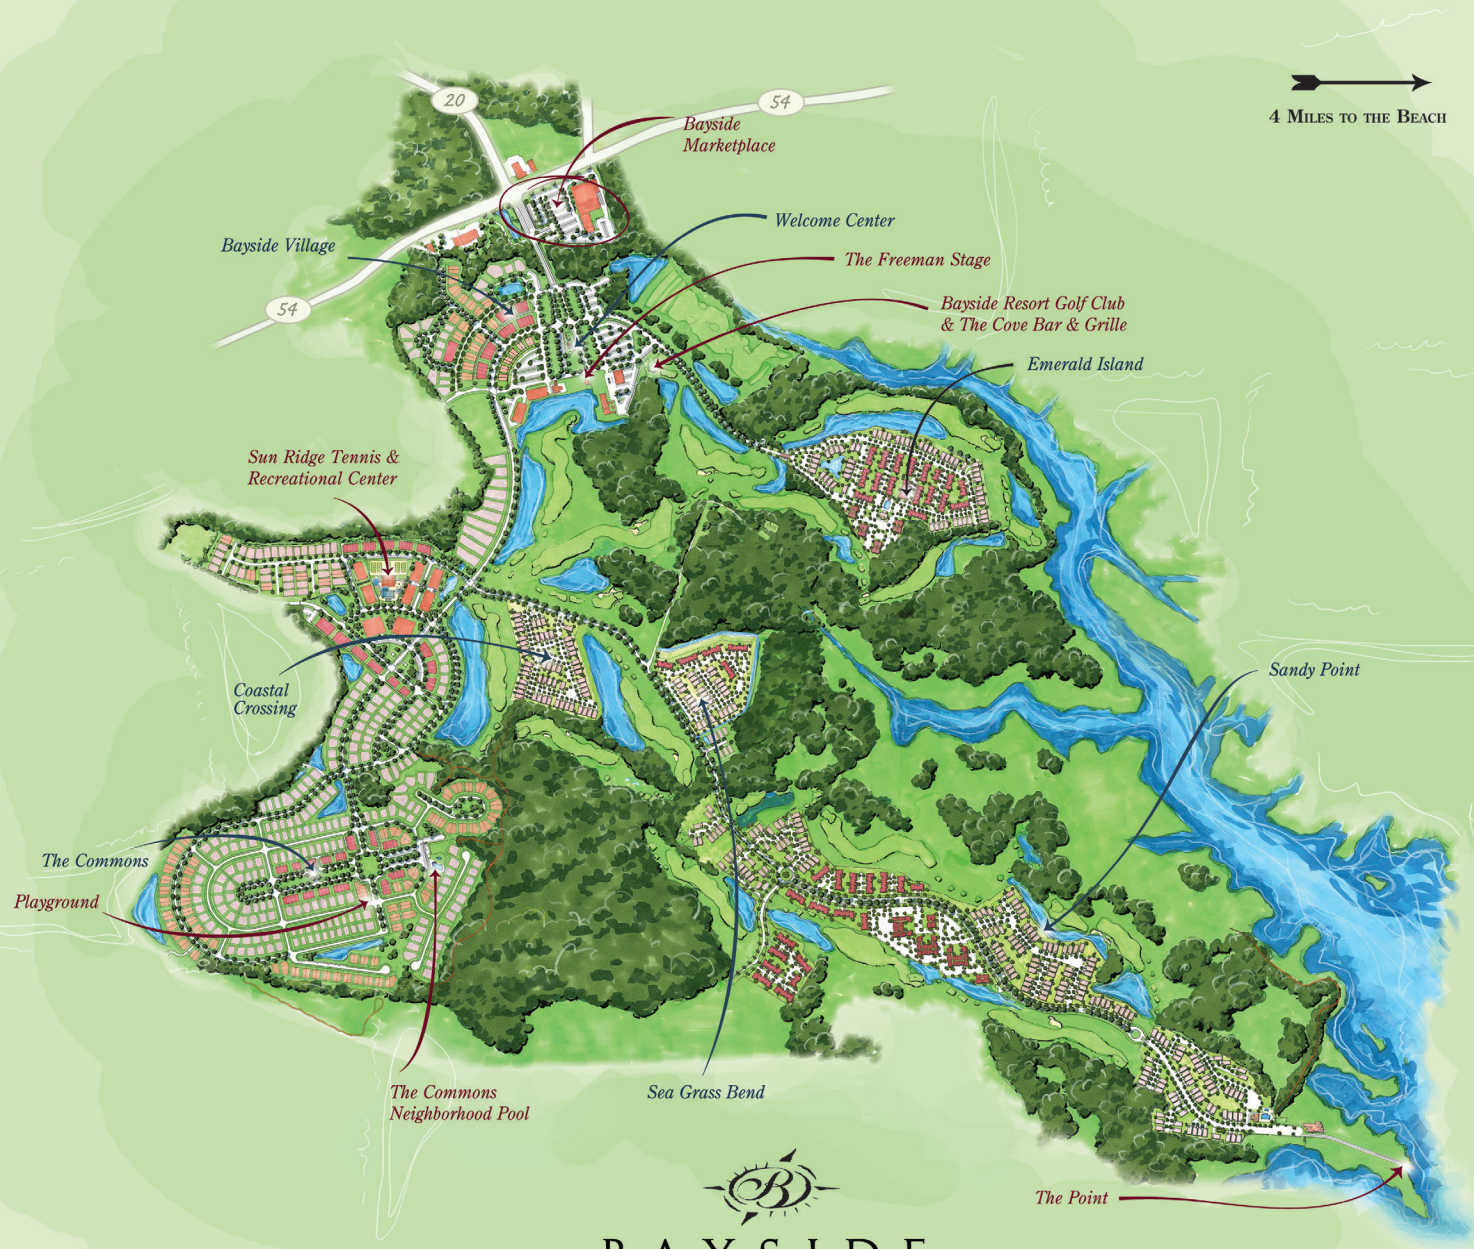 20
54
4 Miles to the Beach
Bayside
Marketplace
Welcome Center
Bayside Village
The Freeman Stage
54
Bayside Resort Golf Club
& The Cove Bar & Grille
Emerald Island
Sun Ridge Tennis &
Recreational Center
Coastal
Crossing
Sandy Point
The Commons
Playground
The Commons
Neighborhood Pool
Sea Grass Bend
The Point
B
BAYSIDE